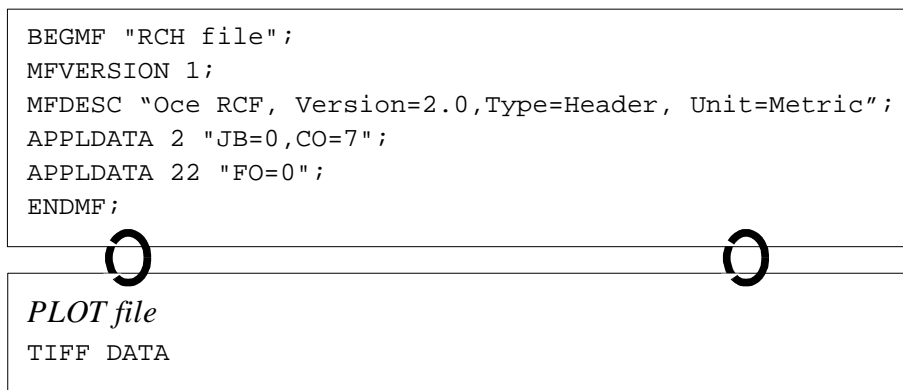 BEGMF "RCH file";
MFVERSION 1;
MFDESC “Oce RCF, Version=2.0,Type=Header, Unit=Metric”;
APPLDATA 2 "JB=0,CO=7";
APPLDATA 22 "FO=0";
ENDMF;
PLOT file
TIFF DATA